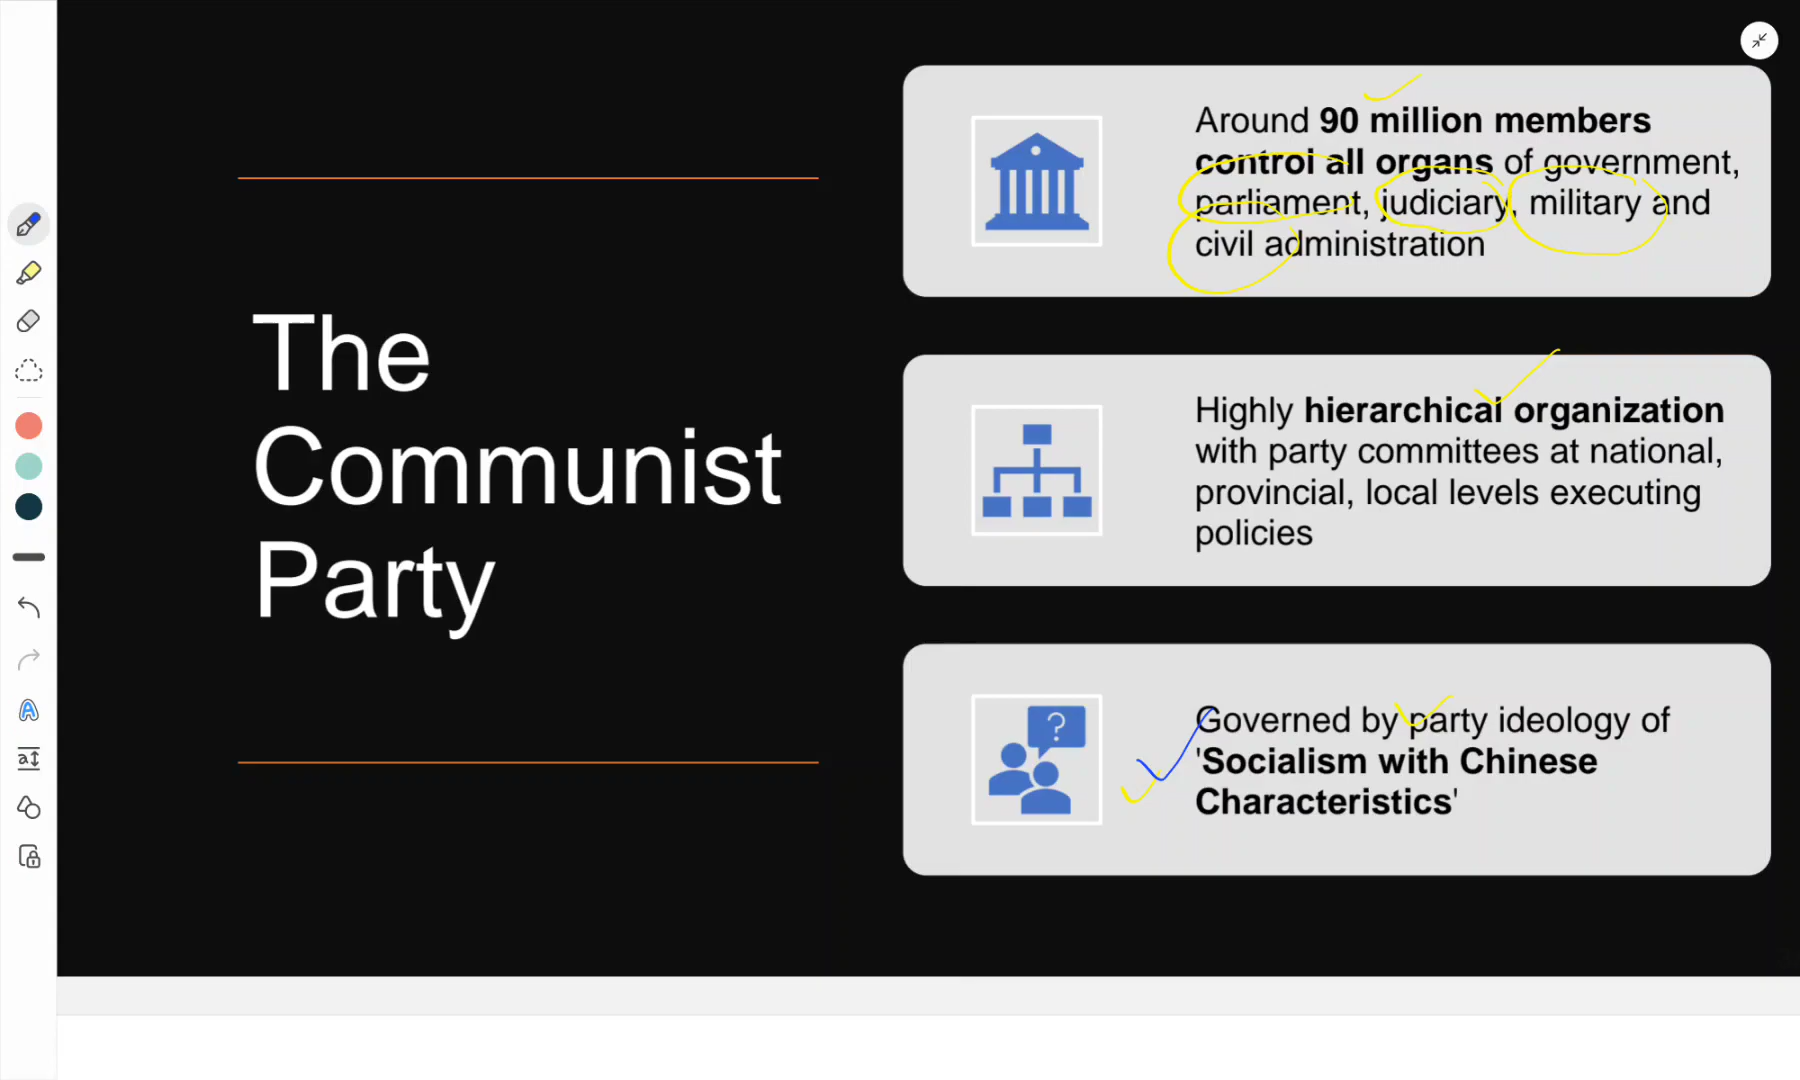 The
Communist
Party
Around 90 million members
control all organs of government,
parliament, judiciary, military and
civil administration
Highly hierarchical organization
with party committees at national,
provincial, local levels executing
policies
?
Governed by party ideology of
'Socialism with Chinese
Characteristics'
A
a